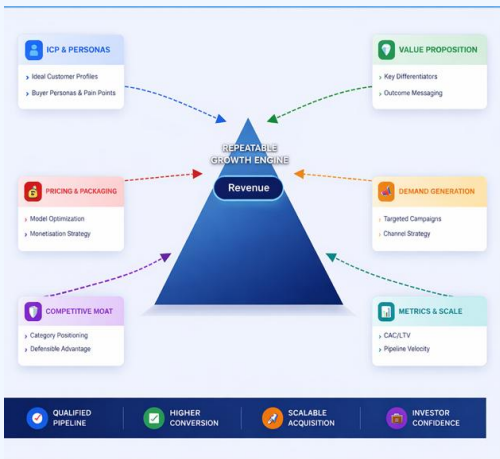 ICP & PERSONAS
› Ideal Customer Profiles
› Buyer Personas & Pain Points
VALUE PROPOSITION
› Key Differentiators
› Outcome Messaging
REPEATABLE
GROWTH ENGINE
Revenue
PRICING & PACKAGING
› Model Optimization
› Monetisation Strategy
DEMAND GENERATION
› Targeted Campaigns
› Channel Strategy
COMPETITIVE MOAT
› Category Positioning
› Defensible Advantage
METRICS & SCALE
› CAC/LTV
› Pipeline Velocity
QUALIFIED
PIPELINE
HIGHER
CONVERSION
SCALABLE
ACQUISITION
INVESTOR
CONFIDENCE